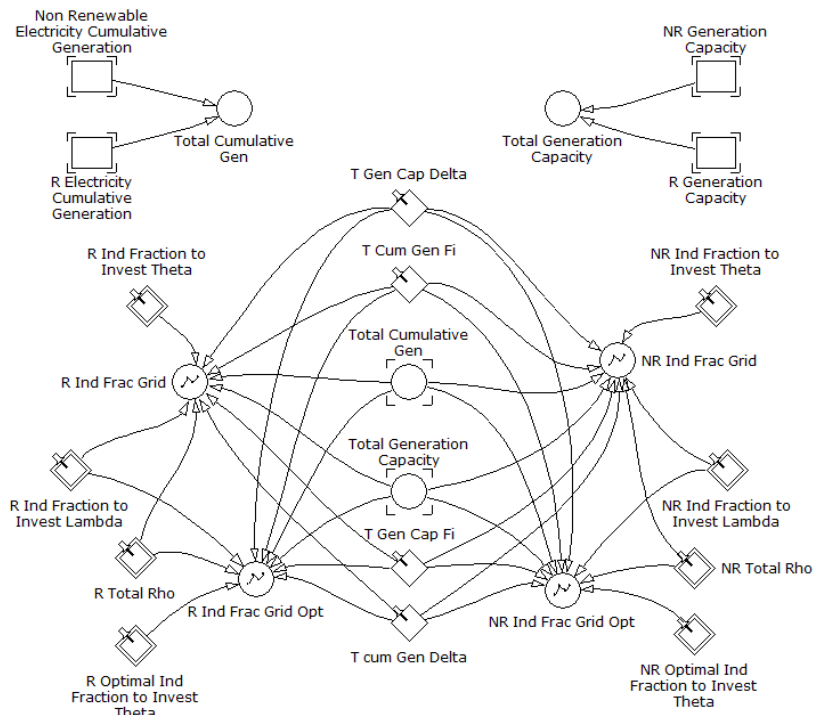 Non Renewable
Electricity Cumulative
Generation
NR Generation
Capacity
Total Cumulative
Gen
Total Generation
Capacity
R Electricity
Cumulative
Generation
R Generation
Capacity
T Gen Cap Delta
R Ind Fraction to
Invest Theta
T Cum Gen Fi
NR Ind Fraction to
Invest Theta
Total Cumulative
Gen
R Ind Frac Grid
NR Ind Frac Grid
Total Generation
Capacity
R Ind Fraction to
Invest Lambda
NR Ind Fraction to
Invest Lambda
T Gen Cap Fi
R Total Rho
NR Total Rho
R Ind Frac Grid Opt
NR Ind Frac Grid Opt
T cum Gen Delta
R Optimal Ind
Fraction to Invest
Theta
NR Optimal Ind
Fraction to Invest
Theta